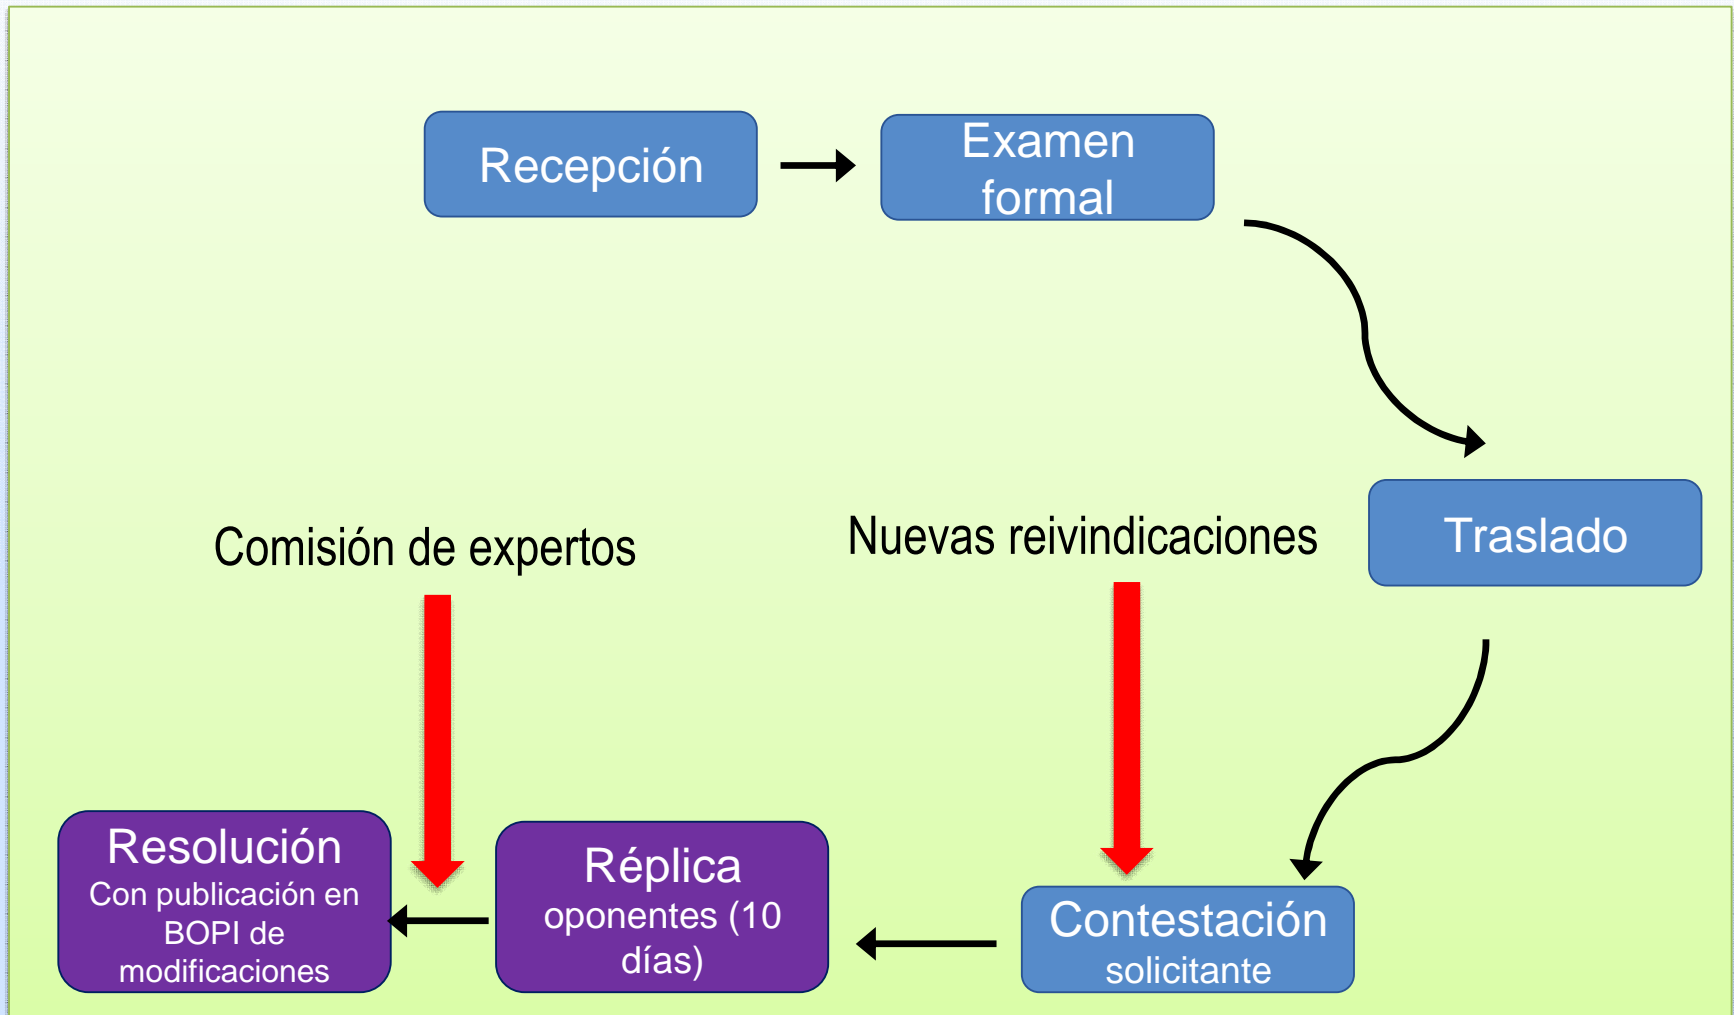 Recepción
Examen
formal
Traslado
Nuevas reivindicaciones
Comisión de expertos
Contestación
solicitante
Réplica
oponentes (10
días)
Resolución
Con publicación en
BOPI de
modificaciones